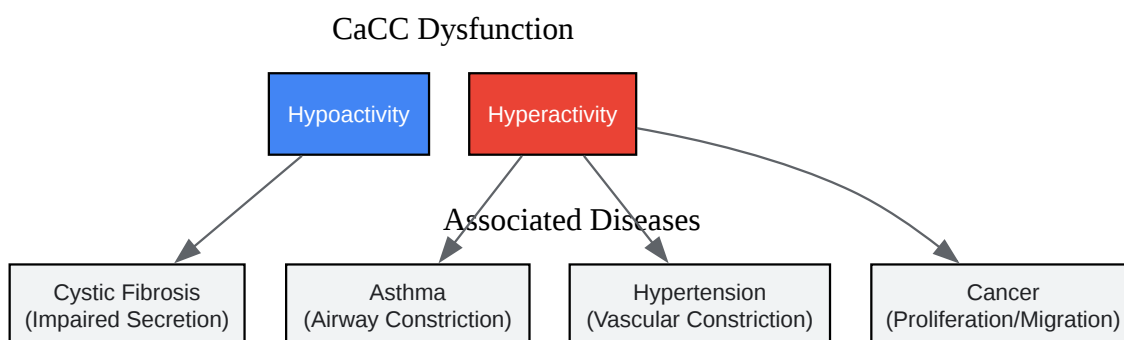 CaCC Dysfunction
Hypoactivity
Hyperactivity
Associated Diseases
Cystic Fibrosis
(Impaired Secretion)
Asthma
(Airway Constriction)
Hypertension
(Vascular Constriction)
Cancer
(Proliferation/Migration)